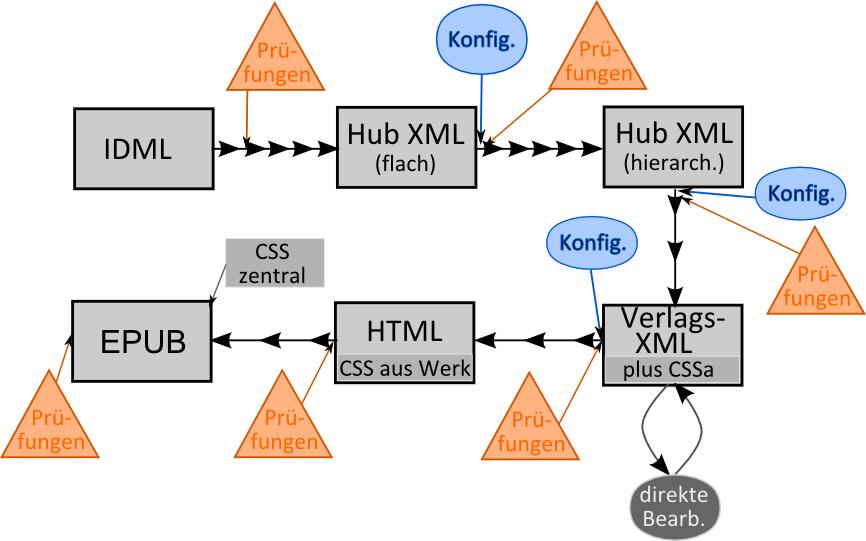 Prü-
fungen
Konfig.
Prü-
fungen
IDML
Hub XML
(flach)
Hub XML
(hierarch.)
Konfig.
Prü-
fungen
Konfig.
CSS
zentral
EPUB
HTML
CSS aus Werk
Verlags-
XML
plus CSSa
Prü-
fungen
Prü-
fungen
Prü-
fungen
direkte
Bearb.